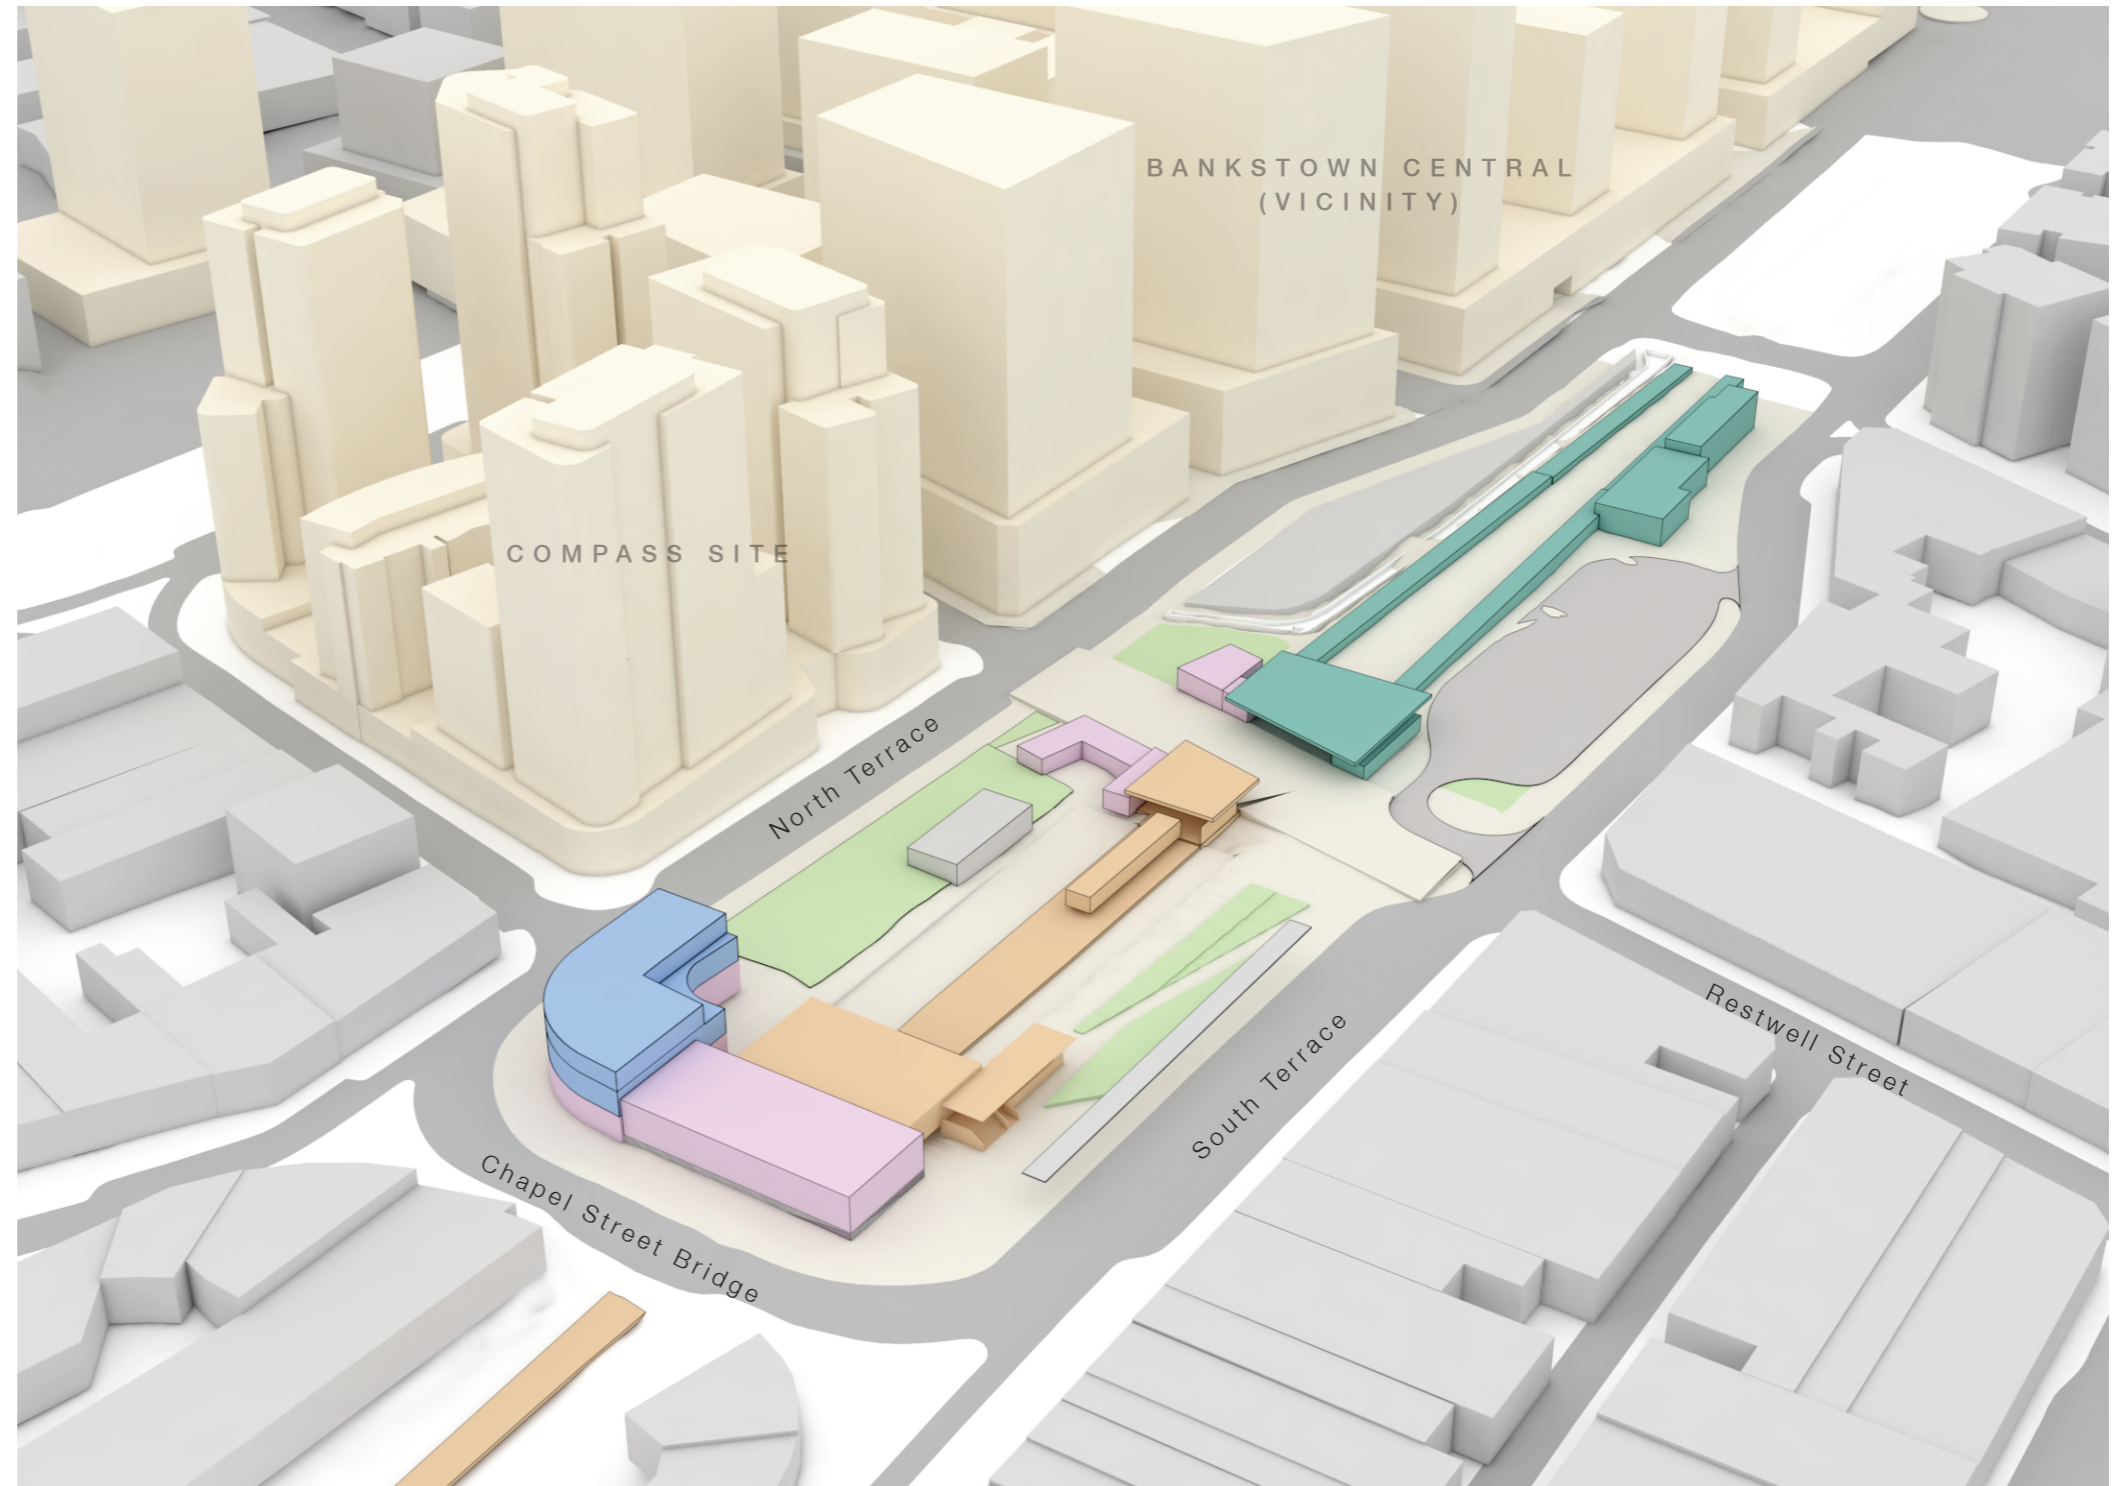 BANKSTOWN CENTRAL
(VICINITY)
COMPASS SITE
North Terrace
Restwell Street
South Terrace
Chapel Street Bridge